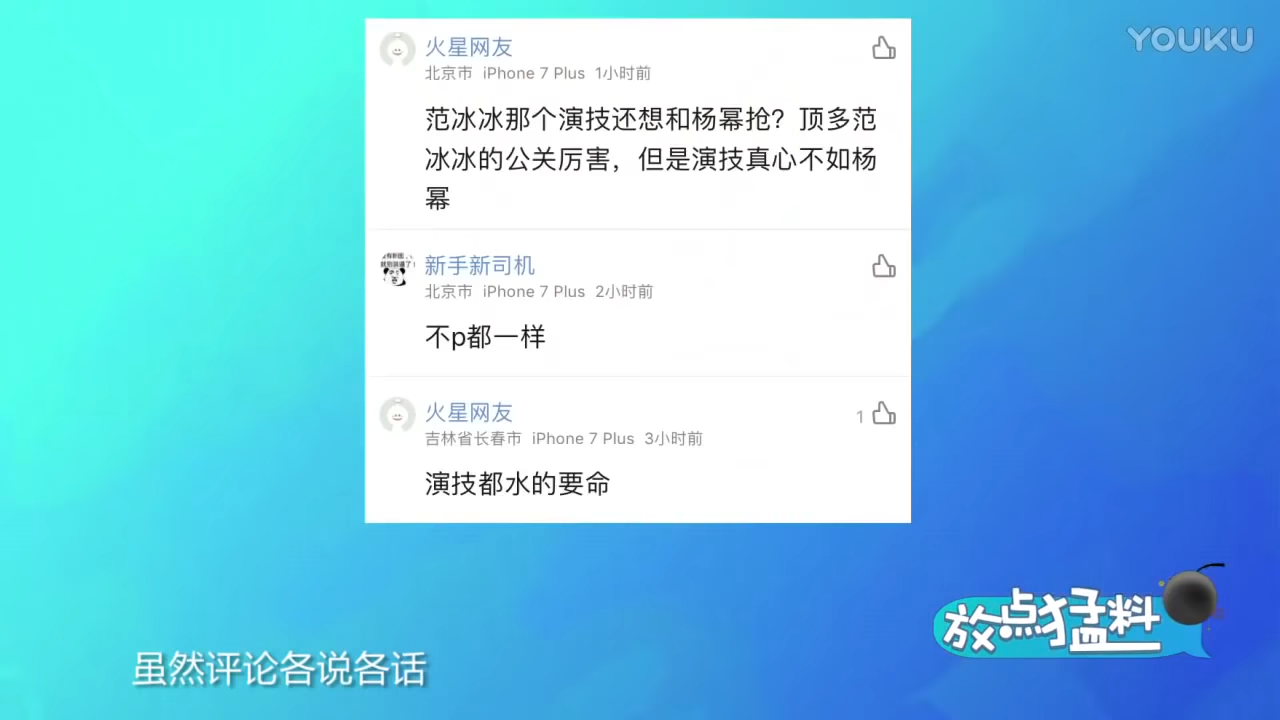 YOUKU
火星网友
北京市 iPhone 7 Plus 1小时前
范冰冰那个演技还想和杨幂抢？顶多范
冰冰的公关厉害，但是演技真心不如杨
幂
新手新司机
北京市 iPhone 7 Plus 2小时前
不p都一样
火星网友
1
吉林省长春市 iPhone 7 Plus 3小时前
演技都水的要命
放点猛料
虽然评论各说各话